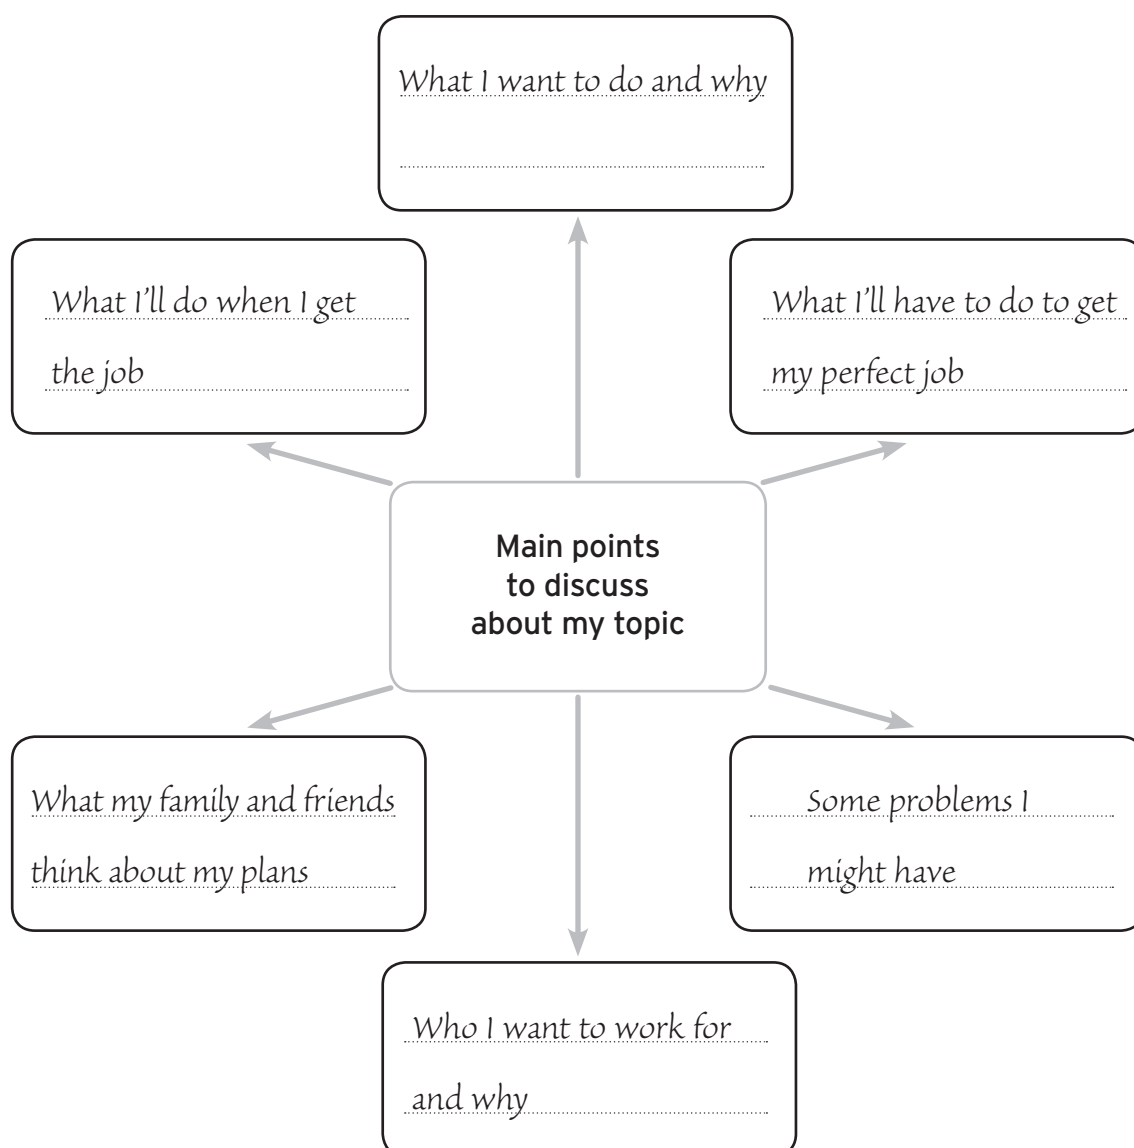 What I want to do and why
What I'll do when I get
the job
What I'll have to do to get
my perfect job
Main points
to discuss
about my topic
What my family and friends
think about my plans
Some problems I
might have
Who I want to work for
and why